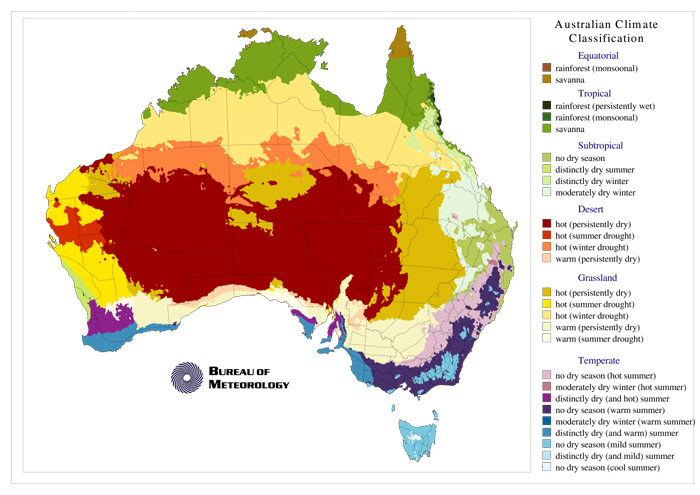 Australian Climate
Classification
Equatorial
rainforest (monsoonal)
savanna
Tropical
rainforest (persistently wet)
rainforest (monsoonal)
savanna
Subtropical
no dry season
distinctly dry summer
distinctly dry winter
moderately dry winter
Desert
hot (persistently dry)
hot (summer drought)
hot (winter drought)
warm (persistently dry)
Grassland
hot (persistently dry)
hot (summer drought)
hot (winter drought)
warm (persistently dry)
warm (summer drought)
Temperate
no dry season (hot summer)
moderately dry winter (hot summer)
distinctly dry (and hot) summer
no dry season (warm summer)
moderately dry winter (warm summer)
distinctly dry (and warm) summer
no dry season (mild summer)
distinctly dry (and mild) summer
no dry season (cool summer)
BUREAU OF
METEOROLOGY